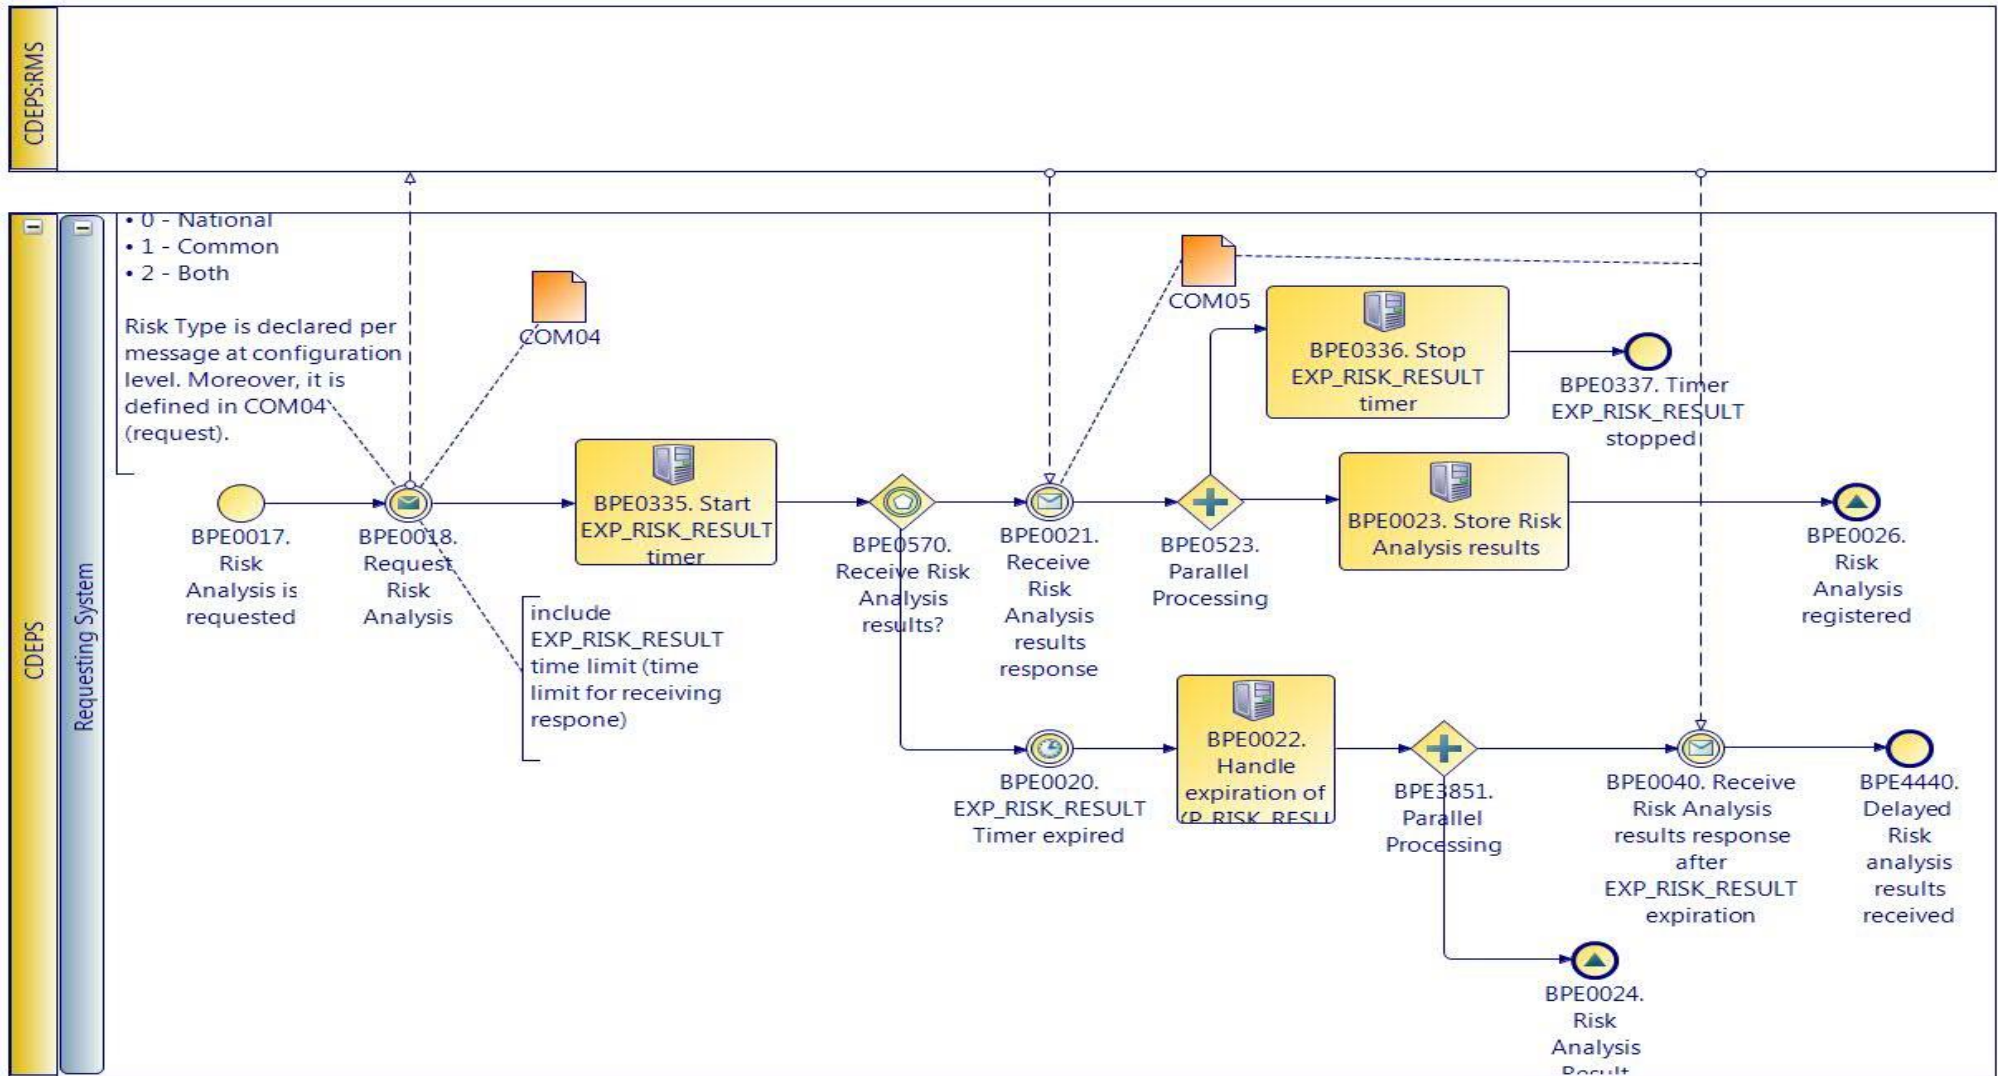 CDEPS:RMS
CDEPS
Requesting System
• 0 - National
• 1 - Common
• 2 - Both
Risk Type is declared per
message at configuration
level. Moreover, it is
defined in COM04
(request).
COM04
COM05
BPE0336. Stop
EXP_RISK_RESULT
timer
BPE0337. Timer
EXP_RISK_RESULT
stopped
BPE0017.
Risk
Analysis is
requested
BPE0018.
Request
Risk
Analysis
BPE0335. Start
EXP_RISK_RESULT
timer
BPE0570.
Receive Risk
Analysis
results?
BPE0021.
Receive
Risk
Analysis
results
response
BPE0523.
Parallel
Processing
BPE0023. Store Risk
Analysis results
BPE0026.
Risk
Analysis
registered
include
EXP_RISK_RESULT
time limit (time
limit for receiving
respone)
BPE0020.
EXP_RISK_RESULT
Timer expired
BPE0022.
Handle
expiration of
P_RISK_RESU
BPE3851.
Parallel
Processing
BPE0040. Receive
Risk Analysis
results response
after
EXP_RISK_RESULT
expiration
BPE4440.
Delayed
Risk
analysis
results
received
BPE0024.
Risk
Analysis
Result